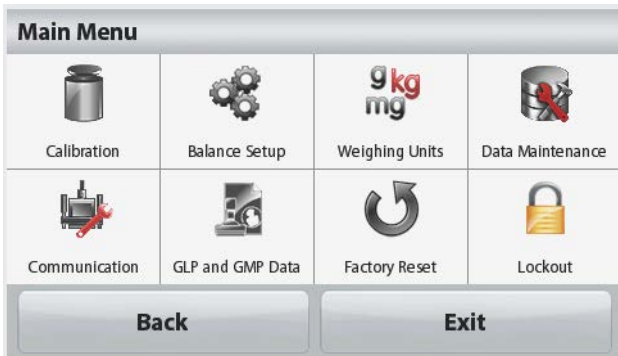 Main Menu
g kg
mg
Calibration
Balance Setup
Weighing Units
Data Maintenance
Communication
GLP and GMP Data
Factory Reset
Lockout
Back
Exit